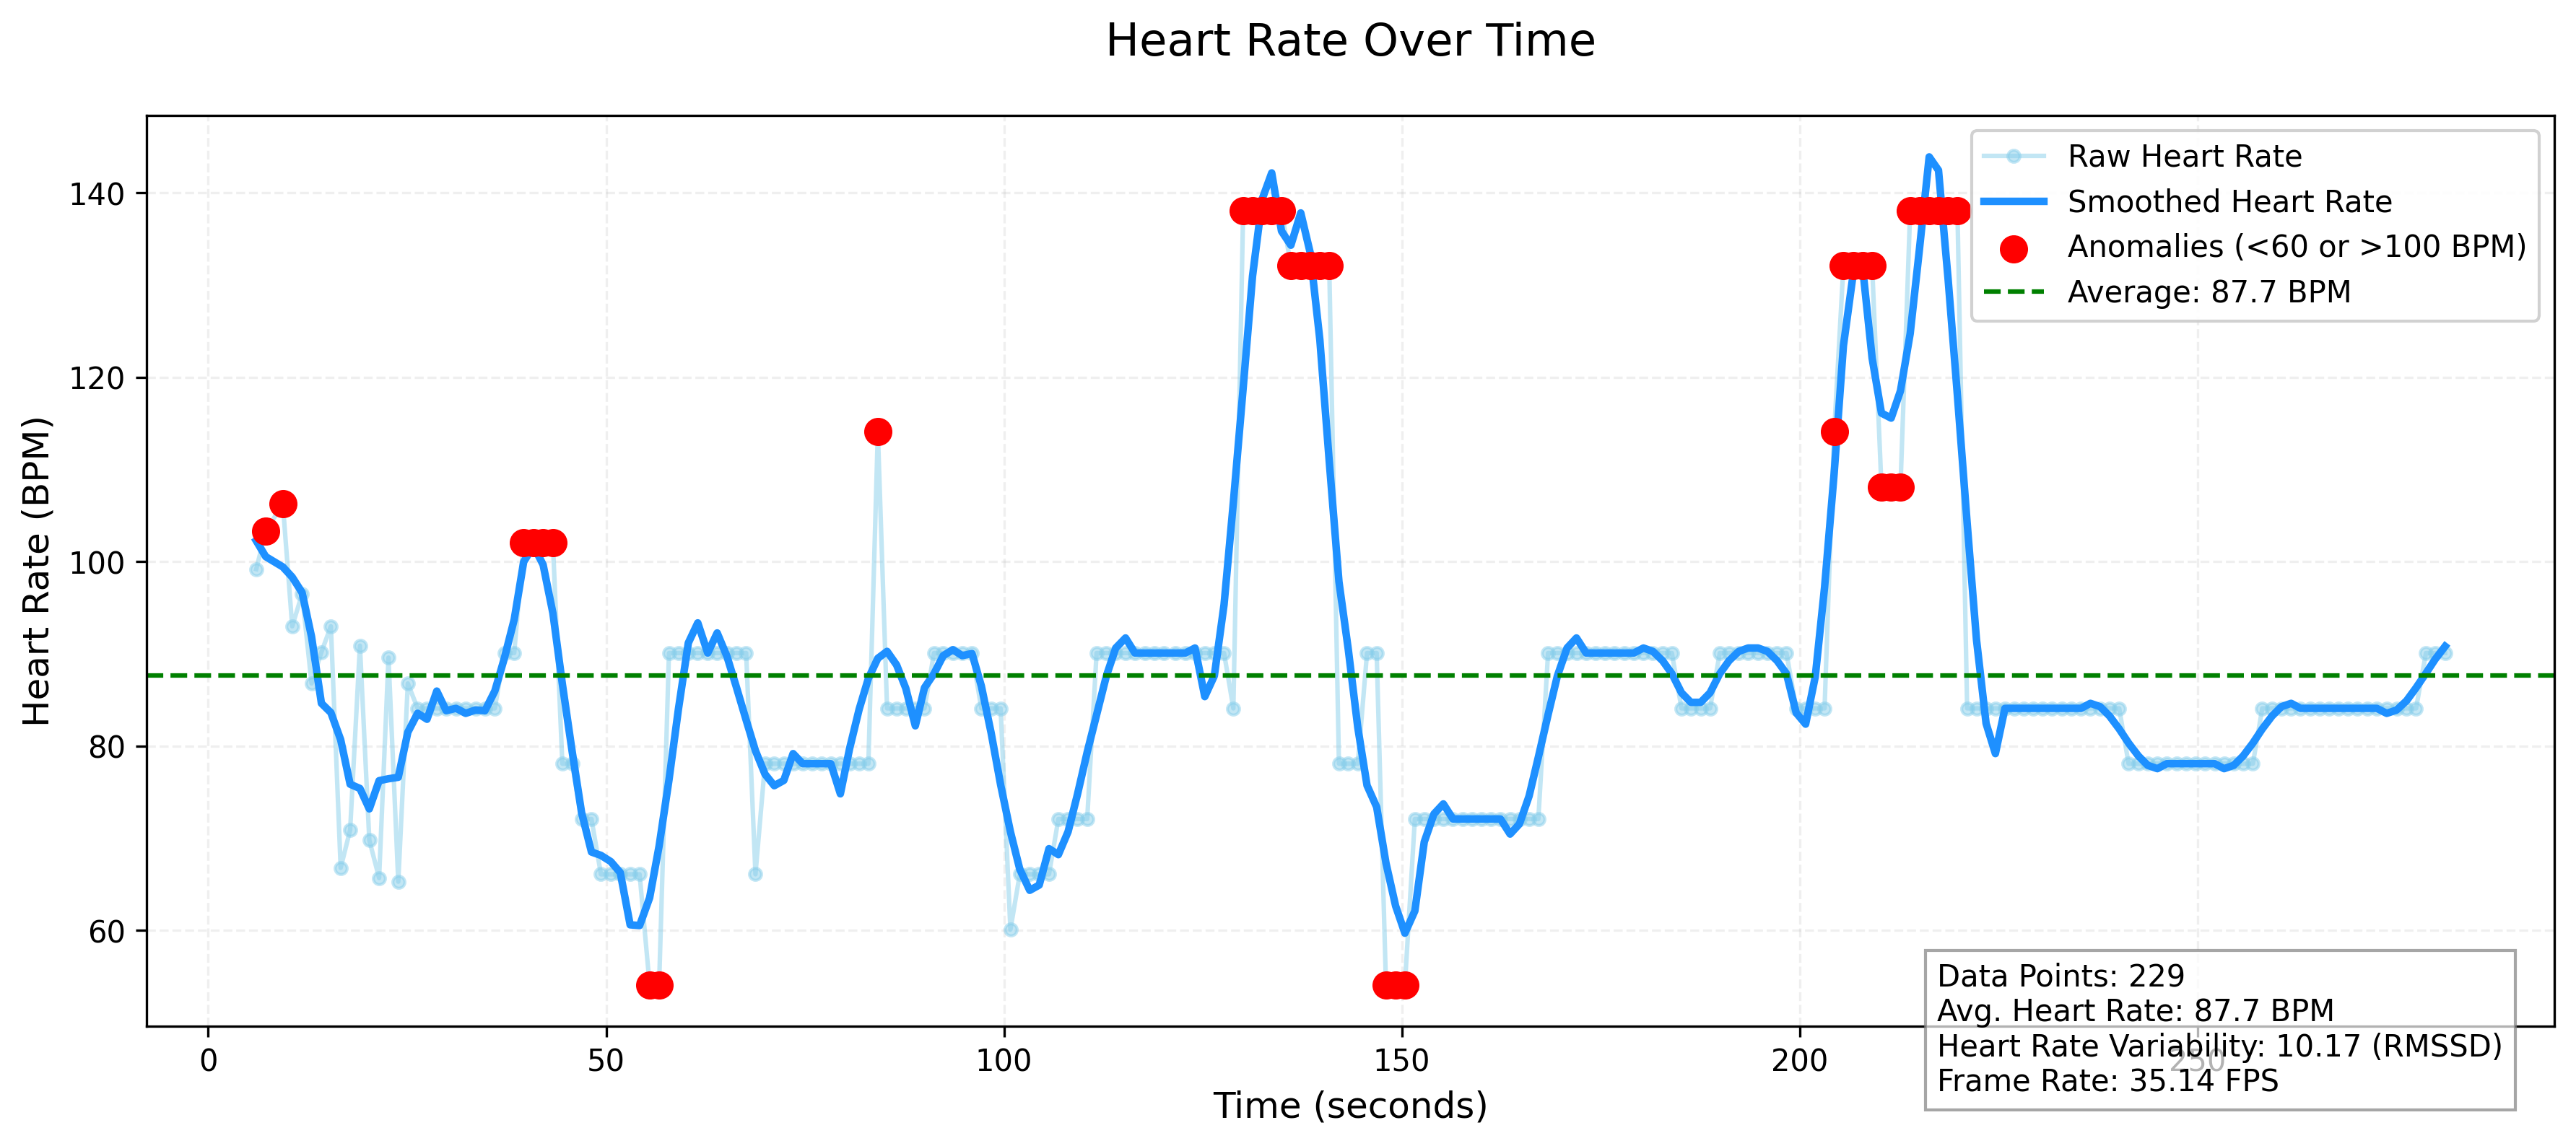 Heart Rate Over Time
Heart Rate (BPM)
140
120
100
80
60
Raw Heart Rate
Smoothed Heart Rate
Anomalies (<60 or >100 BPM)
Average: 87.7 BPM
Data Points: 229
Avg. Heart Rate: 87.7 BPM
Heart Rate Variability: 10.17 (RMSSD)
Frame Rate: 35.14 FPS
0
50
100
150
200
250
Time (seconds)